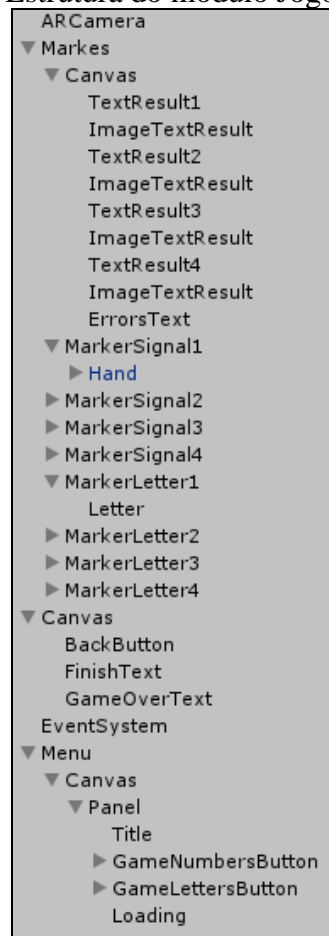 Estrutura do módulo Jogo
ARCamera
Markes
Canvas
TextResult1
ImageTextResult
TextResult2
ImageTextResult
TextResult3
ImageTextResult
TextResult4
ImageTextResult
ErrorsText
MarkerSignal1
Hand
MarkerSignal2
MarkerSignal3
MarkerSignal4
MarkerLetter1
Letter
MarkerLetter2
MarkerLetter3
MarkerLetter4
Canvas
BackButton
FinishText
GameOverText
EventSystem
Menu
Canvas
Panel
Title
GameNumbersButton
GameLettersButton
Loading